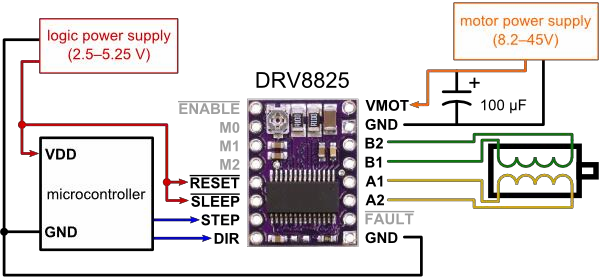 logic power supply
(2.5–5.25 V)
motor power supply
(8.2–45V)
DRV8825
ENABLE
M0
M1
M2
RESET
SLEEP
STEP
DIR
VMOT
GND
B2
B1
A1
A2
FAULT
GND
+
100 µF
VDD
microcontroller
GND